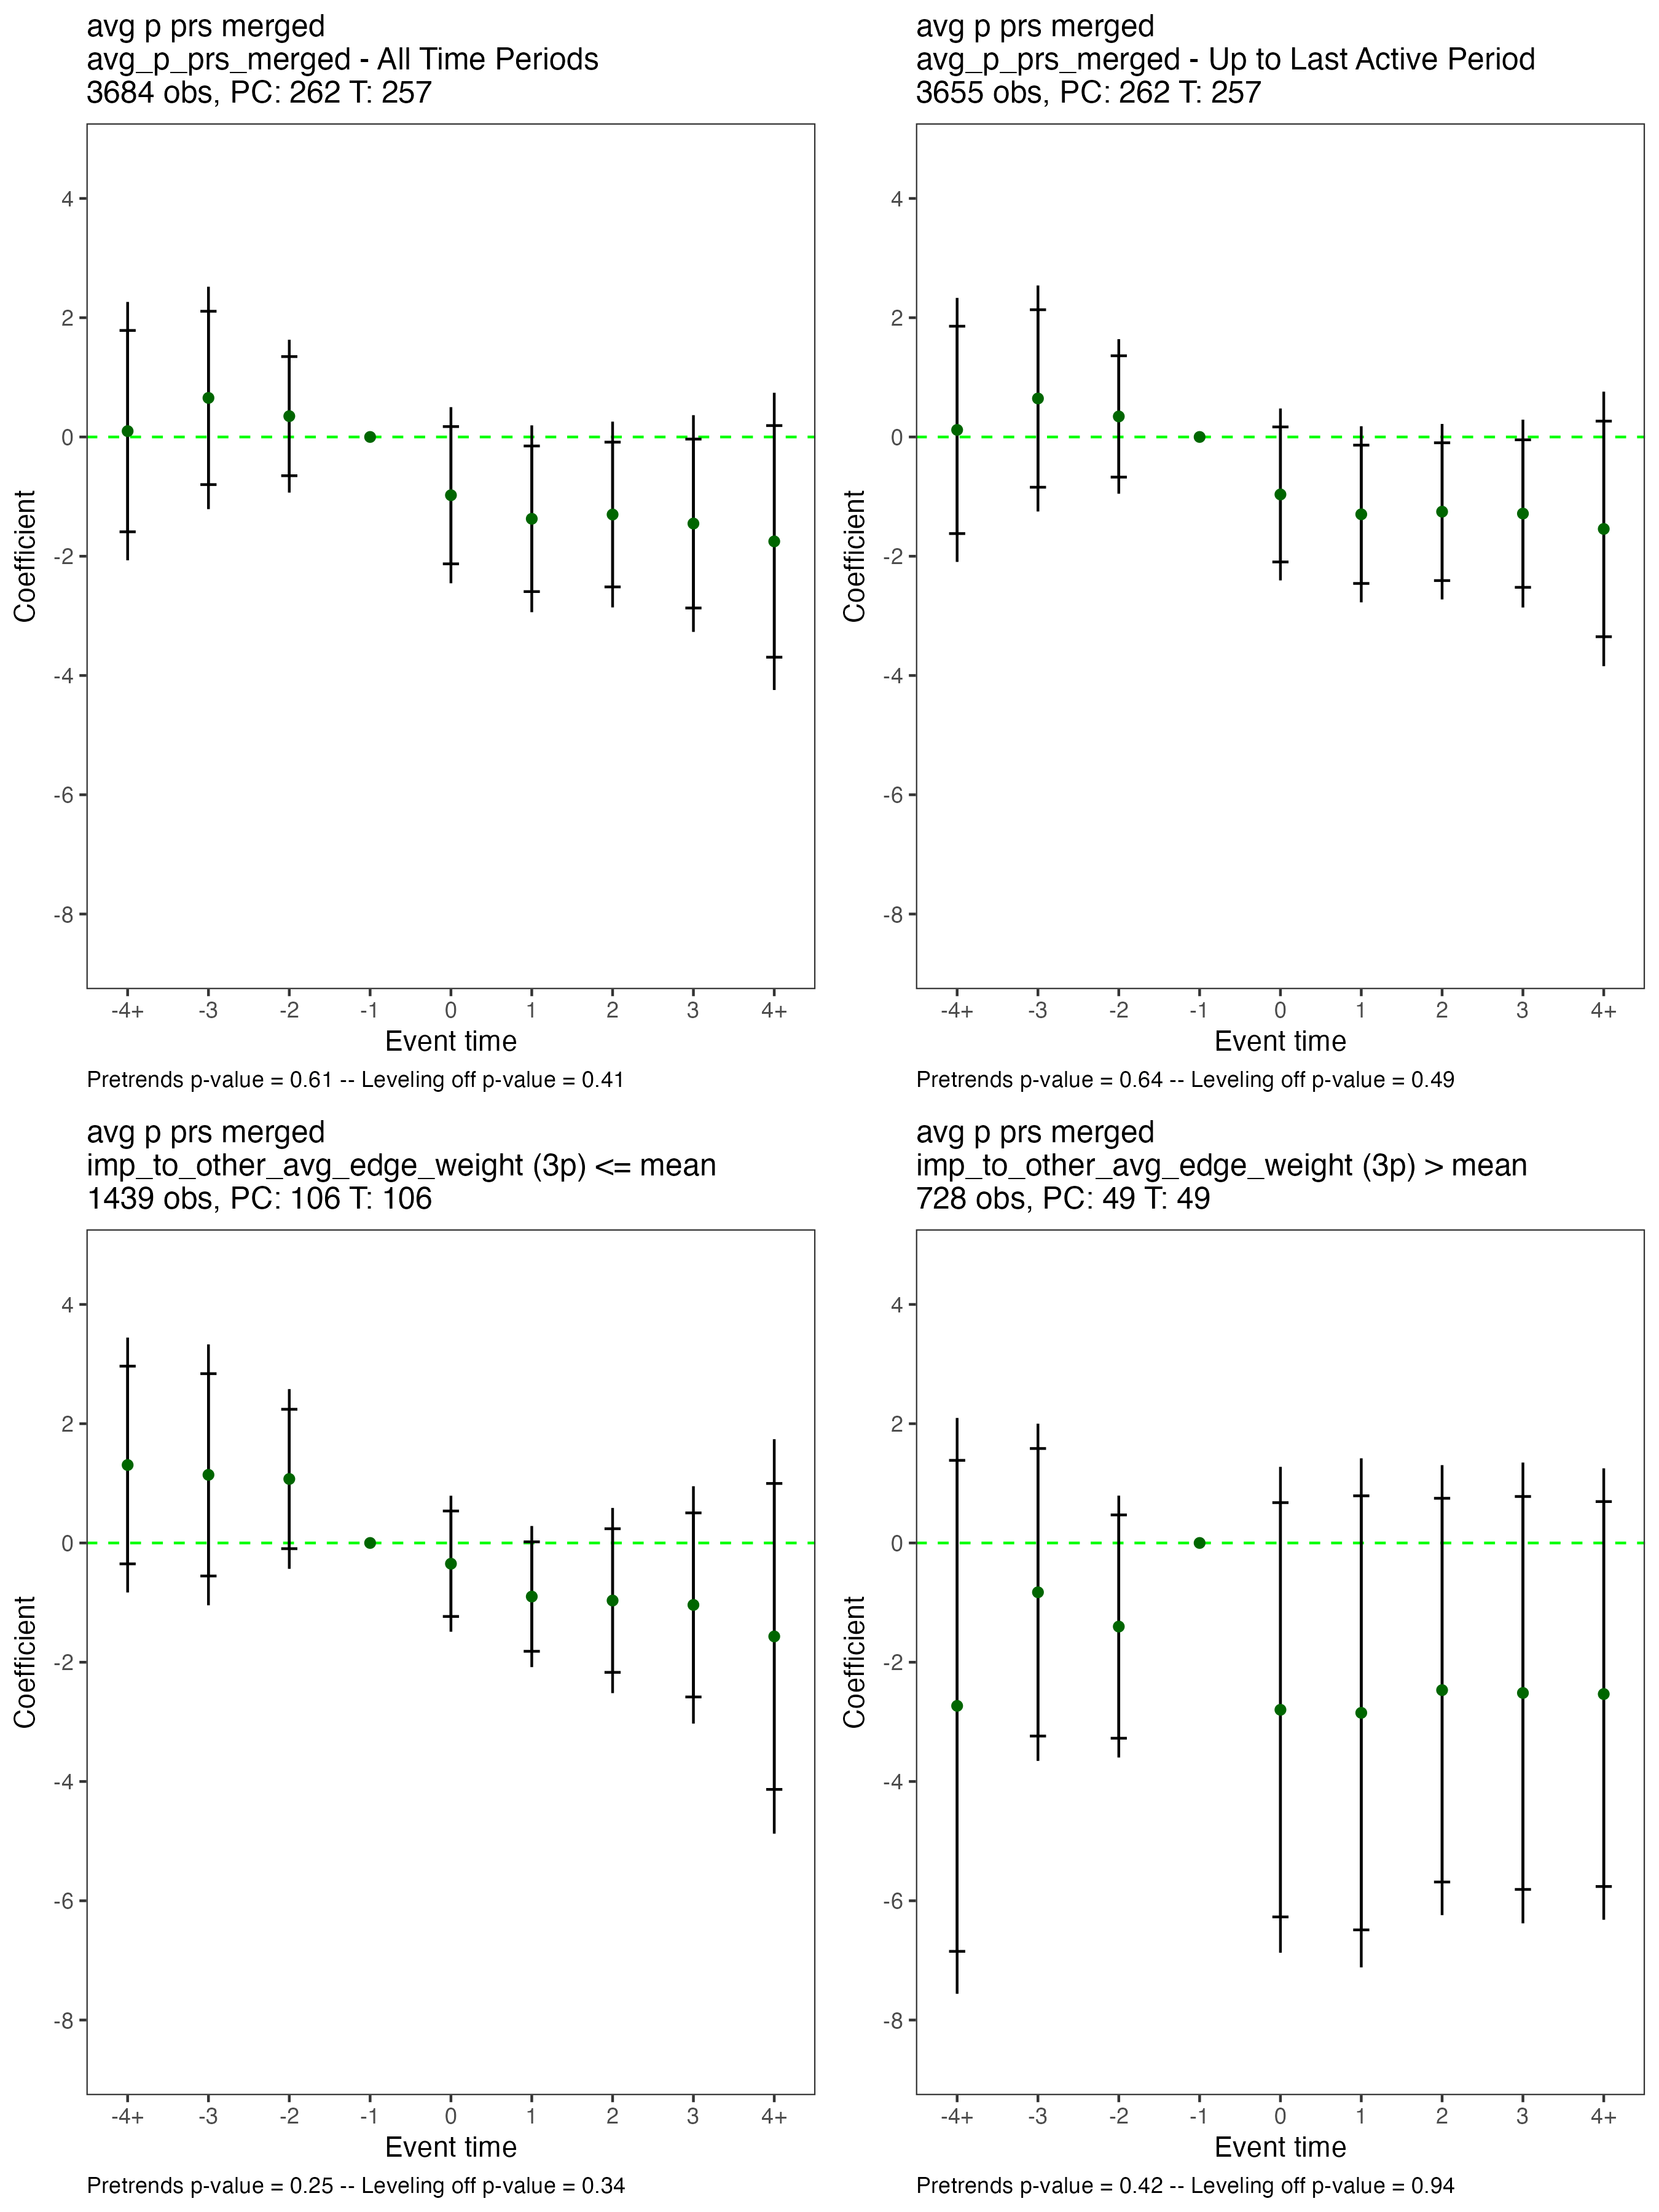 avg p prs merged
avg_p_prs_merged - All Time Periods
3684 obs, PC: 262 T: 257
Coefficient
4
2
0
-2
-4
-6
-8
-4+ -3 -2 -1 0 1 2 3 4+
Event time
Pretrends p-value = 0.61 -- Leveling off p-value = 0.41
avg p prs merged
avg_p_prs_merged - Up to Last Active Period
3655 obs, PC: 262 T: 257
Coefficient
4
2
0
-2
-4
-6
-8
-4+ -3 -2 -1 0 1 2 3 4+
Event time
Pretrends p-value = 0.64 -- Leveling off p-value = 0.49
avg p prs merged
imp_to_other_avg_edge_weight (3p) <= mean
1439 obs, PC: 106 T: 106
Coefficient
4
2
0
-2
-4
-6
-8
-4+ -3 -2 -1 0 1 2 3 4+
Event time
Pretrends p-value = 0.25 -- Leveling off p-value = 0.34
avg p prs merged
imp_to_other_avg_edge_weight (3p) > mean
728 obs, PC: 49 T: 49
Coefficient
4
2
0
-2
-4
-6
-8
-4+ -3 -2 -1 0 1 2 3 4+
Event time
Pretrends p-value = 0.42 -- Leveling off p-value = 0.94